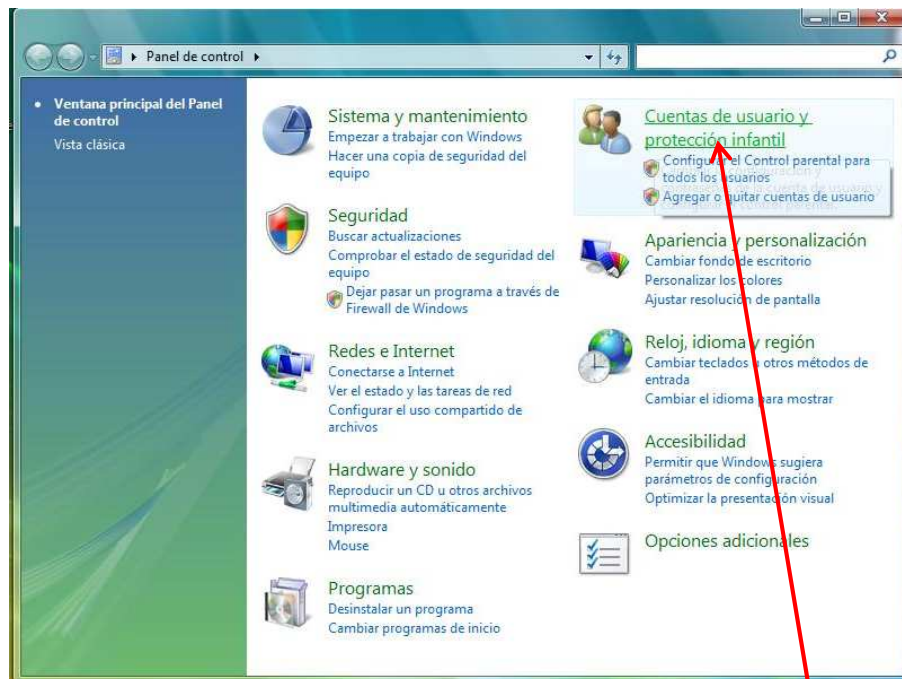 Panel de control
Ventana principal del Panel
de control
Vista clásica
Sistema y mantenimiento
Empezar a trabajar con Windows
Hacer una copia de seguridad del
equipo
Seguridad
Buscar actualizaciones
Comprobar el estado de seguridad del
equipo
Dejar pasar un programa a través de
Firewall de Windows
Redes e Internet
Conectarse a Internet
Ver el estado y las tareas de red
Configurar el uso compartido de
archivos
Hardware y sonido
Reproducir un CD u otros archivos
multimedia automáticamente
Impresora
Mouse
Programas
Desinstalar un programa
Cambiar programas de inicio
Cuentas de usuario y
protección infantil
Configurar el Control parental para
todos los usuarios
Agregar o quitar cuentas de usuario
Apariencia y personalización
Cambiar fondo de escritorio
Personalizar los colores
Ajustar resolución de pantalla
Reloj, idioma y región
Cambiar teclados u otros métodos de
entrada
Cambiar el idioma para mostrar
Accesibilidad
Permitir que Windows sugiera
parámetros de configuración
Optimizar la presentación visual
Opciones adicionales